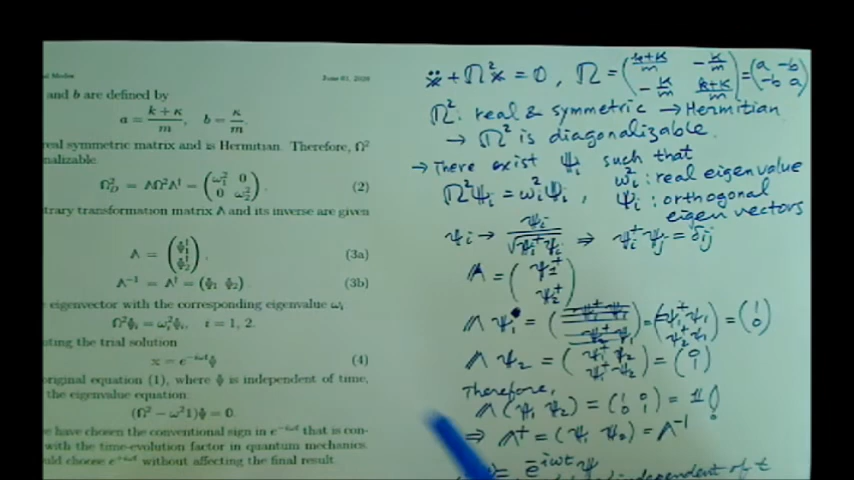 al Modes June 01, 2020
and b are defined by
a = (k + κ)/m, b = κ/m.
real symmetric matrix and is Hermitian. Therefore, Ω²
nalizable.
Ω²_D = ΛΩ²Λ† = (ω₁² 0; 0 ω₂²). (2)
trary transformation matrix Λ and its inverse are given
Λ = (ψ₁†; ψ₂†). (3a)
Λ⁻¹ = Λ† = (ψ₁ ψ₂) (3b)
eigenvector with the corresponding eigenvalue ωᵢ
Ω²ψᵢ = ωᵢ²ψᵢ, i = 1, 2.
uting the trial solution
x = e^{-iωt}ψ (4)
original equation (1), where ψ is independent of time,
the eigenvalue equation.
(Ω² − ω²1)ψ = 0.
we have chosen the conventional sign in e^{-iωt} that is con-
with the time-evolution factor in quantum mechanics.
uld choose e^{+iωt} without affecting the final result.
ẍ + Ω²x = 0, Ω = ((k+κ)/m −κ/m; −κ/m (k+κ)/m) = (a −b; −b a)
Ω²: real & symmetric → Hermitian
→ Ω² is diagonalizable.
→ There exist ψᵢ such that
Ω²ψᵢ = ωᵢ²ψᵢ, ωᵢ²: real eigenvalue
ψᵢ: orthogonal
eigen vectors
ψᵢ → ψᵢ/√(ψᵢ†ψᵢ) ⇒ ψᵢ†ψⱼ = δij
Λ = (ψ₁†; ψ₂†)
Λψ₁ = (ψ₁†ψ₁; ψ₂†ψ₁) = (1; 0)
Λψ₂ = (ψ₁†ψ₂; ψ₂†ψ₂) = (0; 1)
Therefore,
Λ(ψ₁ ψ₂) = (1 0; 0 1) = 1!
⇒ Λ† = (ψ₁ ψ₂) = Λ⁻¹
= e^{-iωt}ψ
independent of t